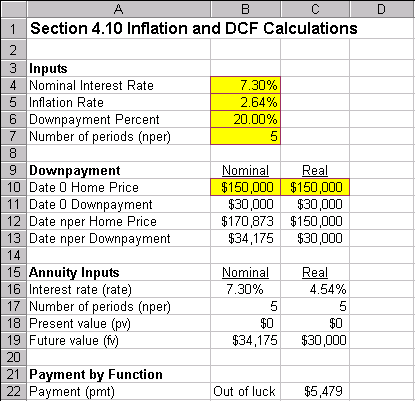 A B C D
1 Section 4.10 Inflation and DCF Calculations
2
3 Inputs
4 Nominal Interest Rate 7.30%
5 Inflation Rate 2.64%
6 Downpayment Percent 20.00%
7 Number of periods (nper) 5
8
9 Downpayment Nominal Real
10 Date 0 Home Price $150,000 $150,000
11 Date 0 Downpayment $30,000 $30,000
12 Date nper Home Price $170,873 $150,000
13 Date nper Downpayment $34,175 $30,000
14
15 Annuity Inputs Nominal Real
16 Interest rate (rate) 7.30% 4.54%
17 Number of periods (nper) 5 5
18 Present value (pv) $0 $0
19 Future value (fv) $34,175 $30,000
20
21 Payment by Function
22 Payment (pmt) Out of luck $5,479